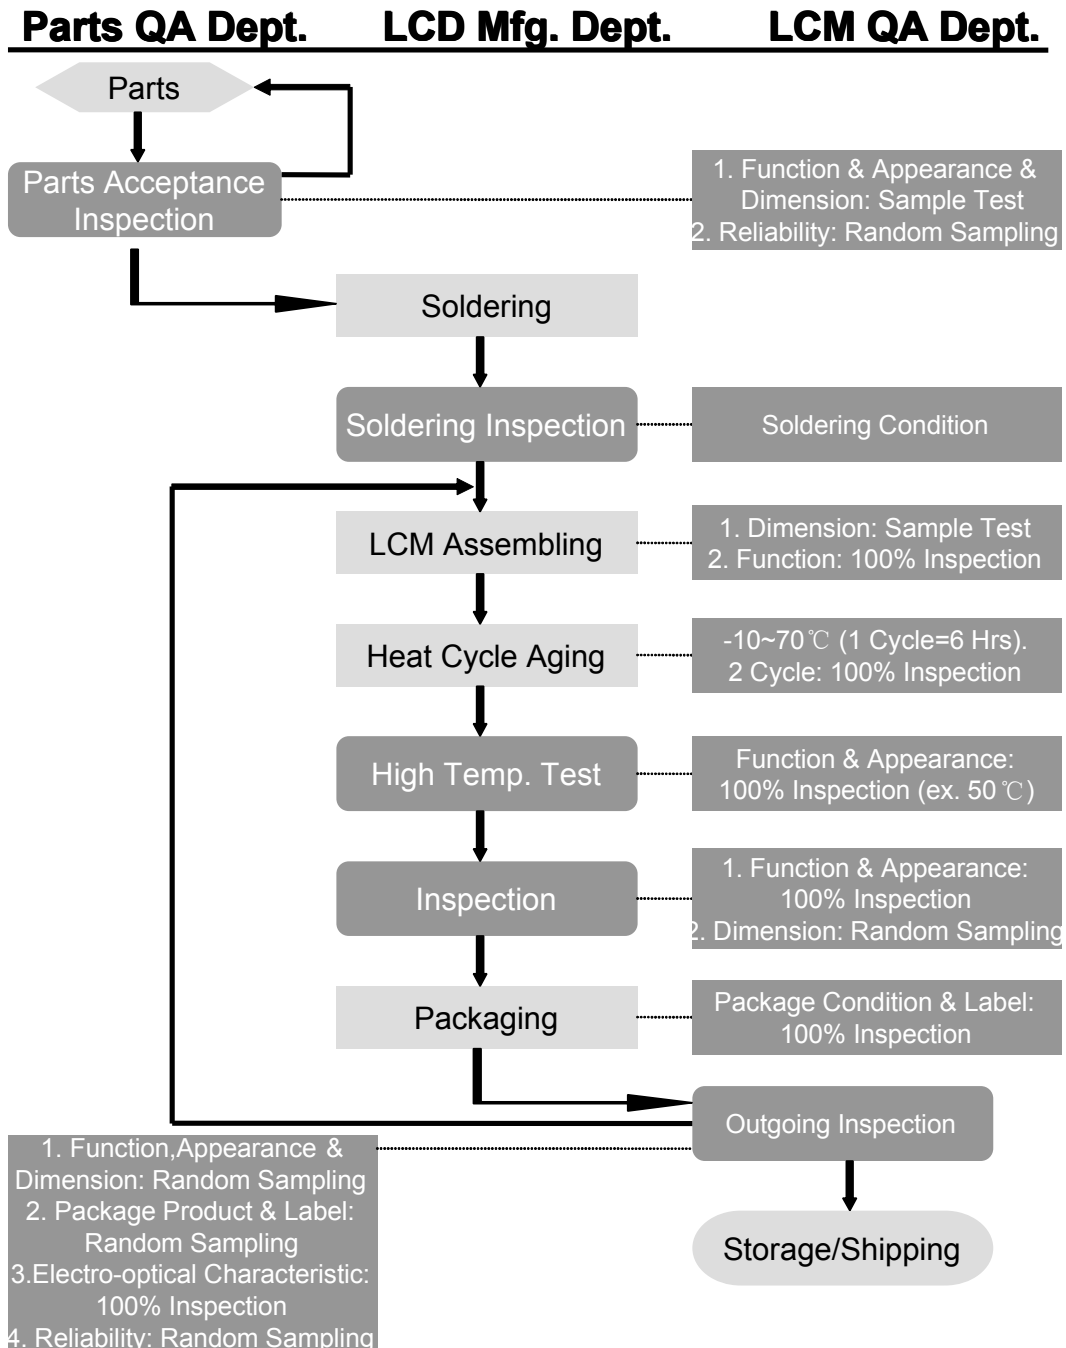 Parts QA Dept. LCD Mfg. Dept. LCM QA Dept.
Parts
Parts Acceptance
Inspection
1. Function & Appearance &
Dimension: Sample Test
2. Reliability: Random Sampling
Soldering
Soldering Inspection
Soldering Condition
LCM Assembling
1. Dimension: Sample Test
2. Function: 100% Inspection
Heat Cycle Aging
-10~70℃ (1 Cycle=6 Hrs).
2 Cycle: 100% Inspection
High Temp. Test
Function & Appearance:
100% Inspection (ex. 50℃)
Inspection
1. Function & Appearance:
100% Inspection
2. Dimension: Random Sampling
Packaging
Package Condition & Label:
100% Inspection
Outgoing Inspection
1. Function,Appearance &
Dimension: Random Sampling
2. Package Product & Label:
Random Sampling
3.Electro-optical Characteristic:
100% Inspection
4. Reliability: Random Sampling
Storage/Shipping